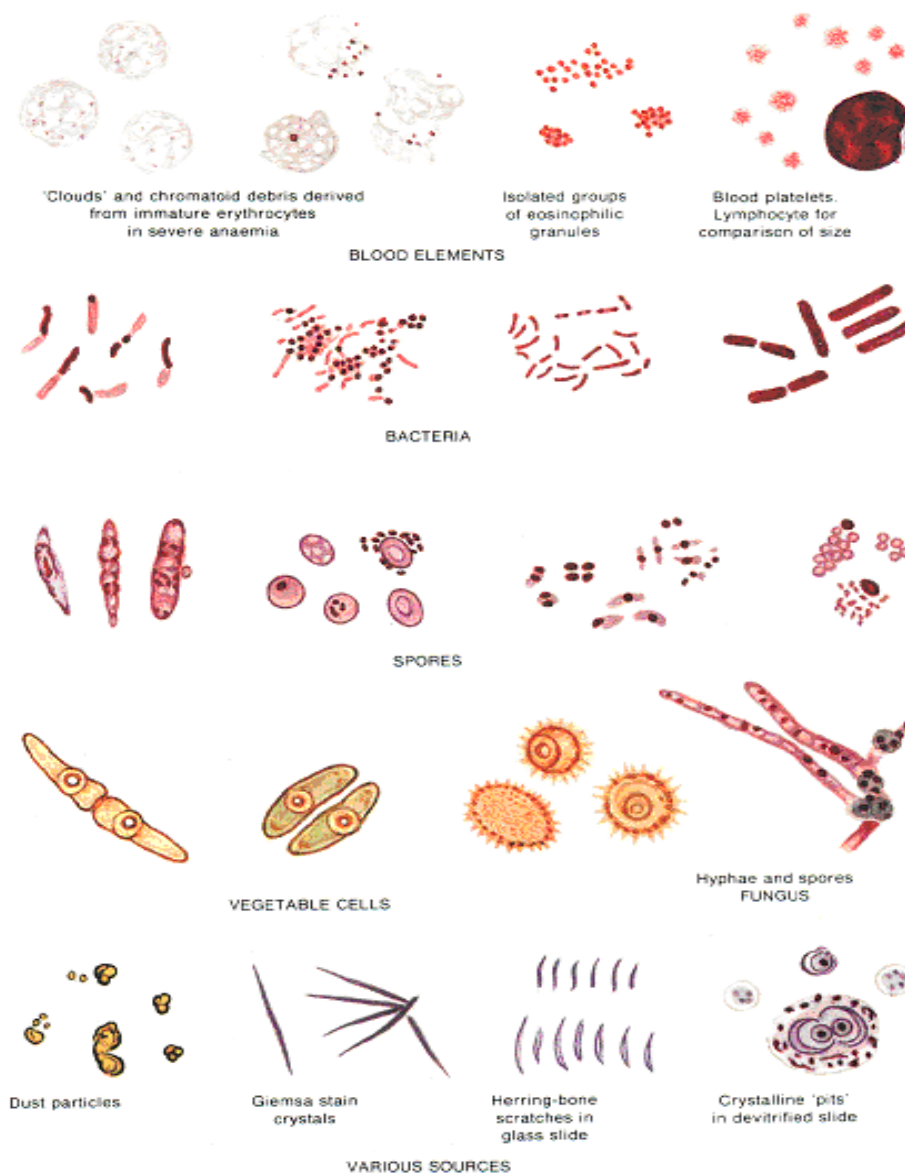 'Clouds' and chromatoid debris derived
from immature erythrocytes
in severe anaemia
Isolated groups
of eosinophilic
granules
Blood platelets.
Lymphocyte for
comparison of size
BLOOD ELEMENTS
BACTERIA
SPORES
Hyphae and spores
FUNGUS
VEGETABLE CELLS
Dust particles
Giemsa stain
crystals
Herring-bone
scratches in
glass slide
Crystalline 'pits'
in devitrified slide
VARIOUS SOURCES